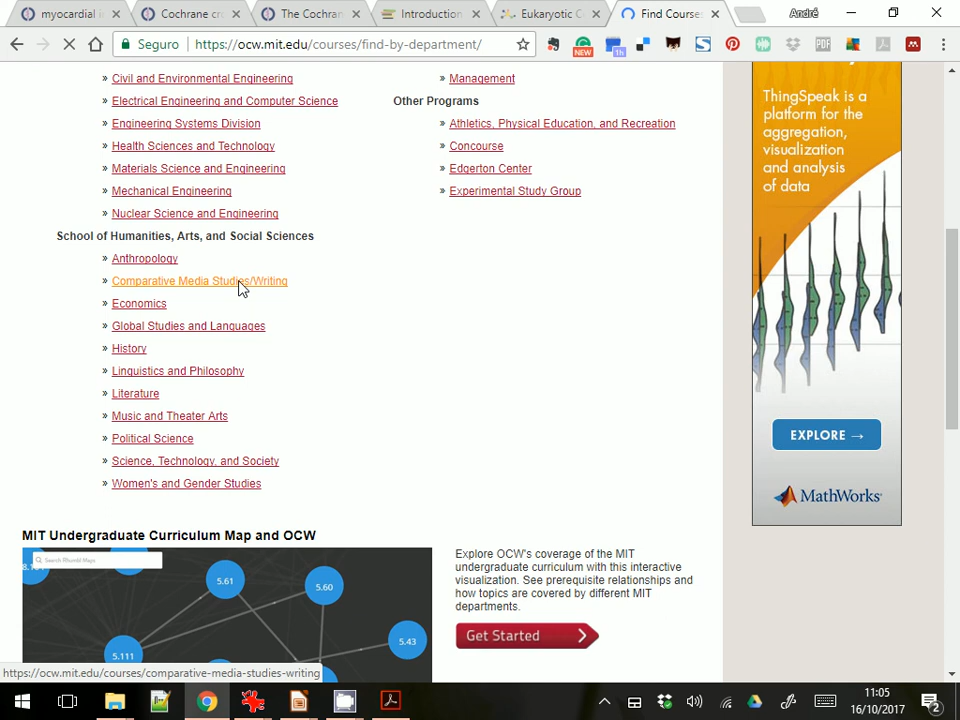 myocardial i
Cochrane cr
The Cochran
Introduction
Eukaryotic C
Find Courses
André
Seguro
https://ocw.mit.edu/courses/find-by-department/
NEW
1h
PDF
» Civil and Environmental Engineering
» Electrical Engineering and Computer Science
» Engineering Systems Division
» Health Sciences and Technology
» Materials Science and Engineering
» Mechanical Engineering
» Nuclear Science and Engineering
School of Humanities, Arts, and Social Sciences
» Anthropology
» Comparative Media Studies/Writing
» Economics
» Global Studies and Languages
» History
» Linguistics and Philosophy
» Literature
» Music and Theater Arts
» Political Science
» Science, Technology, and Society
» Women's and Gender Studies
» Management
Other Programs
» Athletics, Physical Education, and Recreation
» Concourse
» Edgerton Center
» Experimental Study Group
ThingSpeak is a
platform for the
aggregation,
visualization
and analysis
of data
EXPLORE →
MathWorks
MIT Undergraduate Curriculum Map and OCW
Search Rhumbl Maps
5.61
5.60
5.43
5.111
Explore OCW's coverage of the MIT
undergraduate curriculum with this interactive
visualization. See prerequisite relationships and
how topics are covered by different MIT
departments.
Get Started
https://ocw.mit.edu/courses/comparative-media-studies-writing
11:05
16/10/2017
2